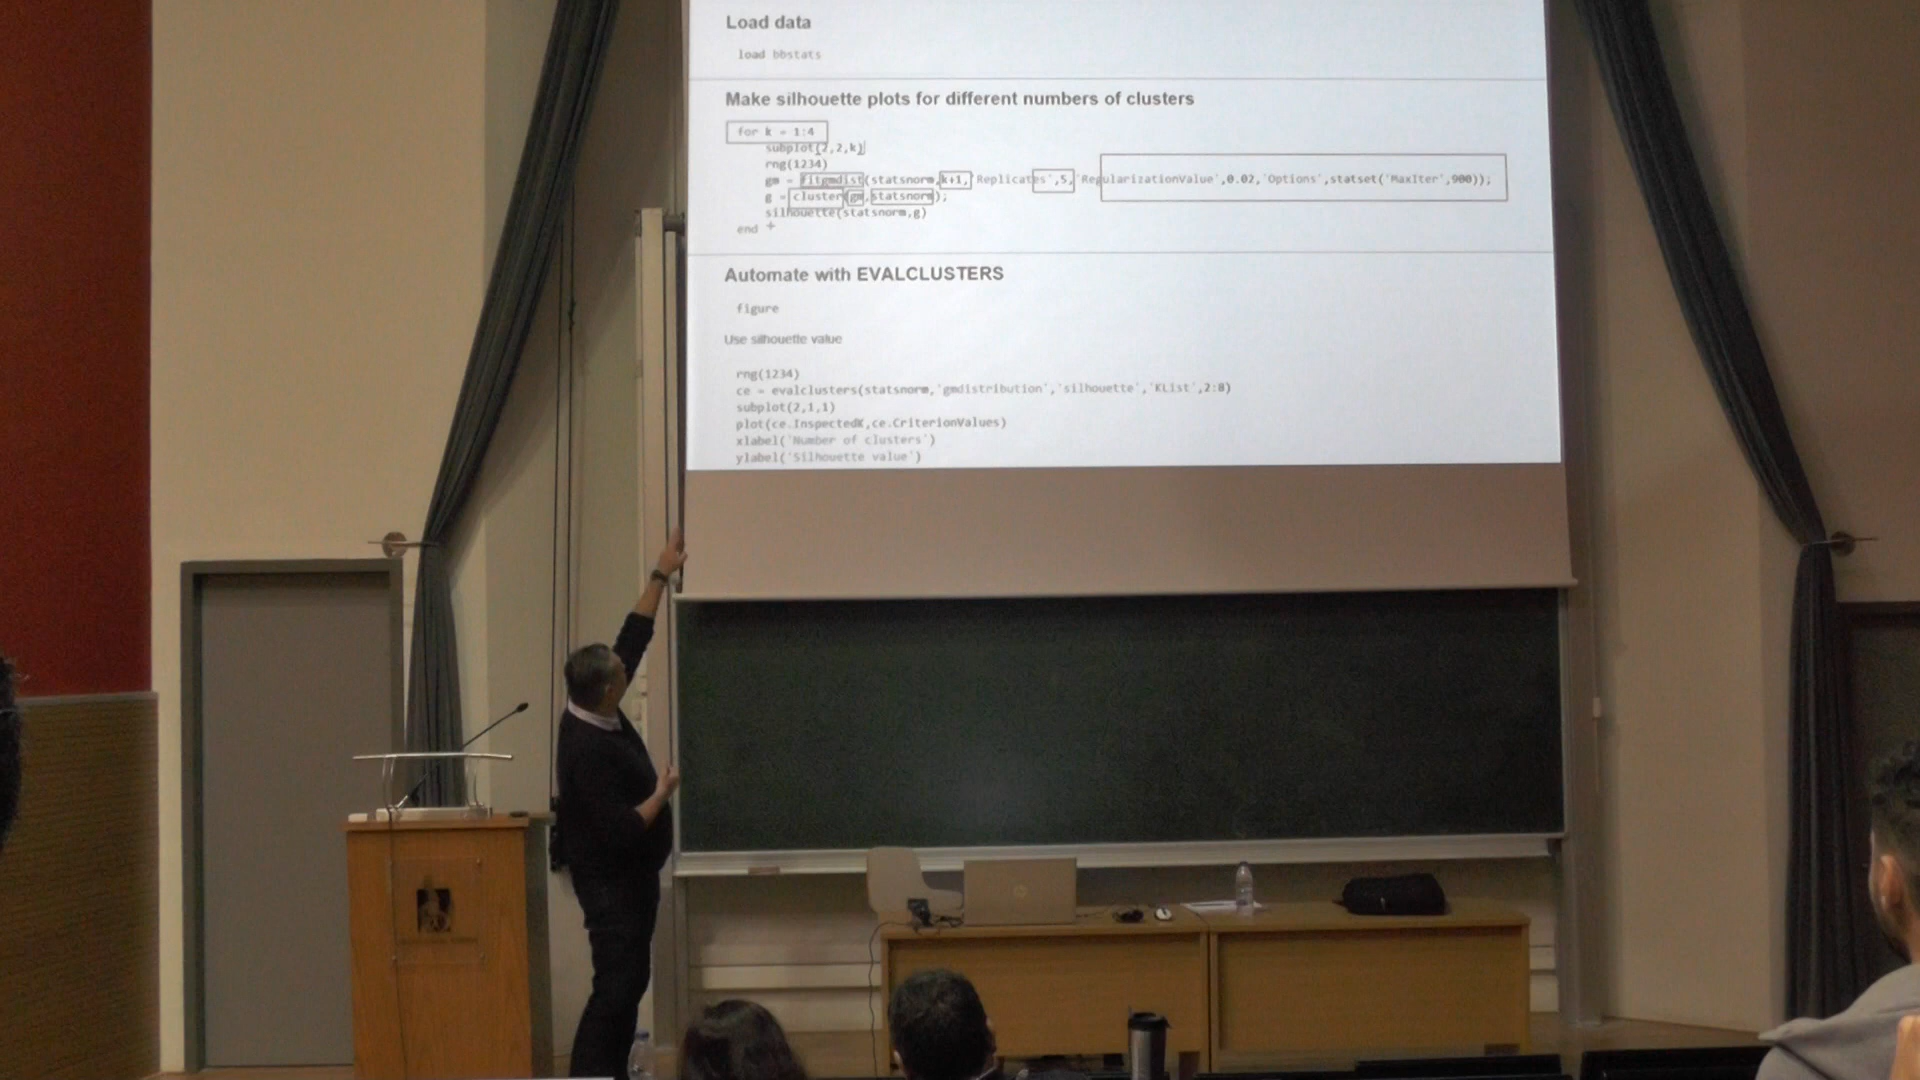 Load data
load bbstats
Make silhouette plots for different numbers of clusters
for k = 1:4
subplot(2,2,k)
rng(1234)
gm = fitgmdist(statsnorm,k+1,'Replicates',5,'RegularizationValue',0.02,'Options',statset('MaxIter',900));
g = cluster(gm,statsnorm);
silhouette(statsnorm,g)
end
Automate with EVALCLUSTERS
figure
Use silhouette value
rng(1234)
ce = evalclusters(statsnorm,'gmdistribution','silhouette','KList',2:8)
subplot(2,1,1)
plot(ce.InspectedK,ce.CriterionValues)
xlabel('Number of clusters')
ylabel('Silhouette value')
hp